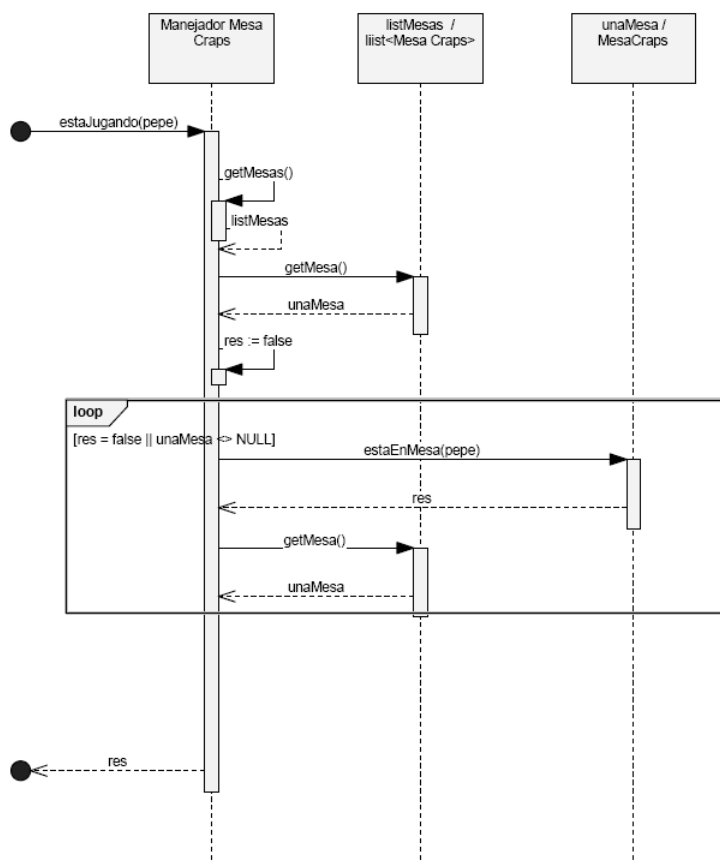 Manejador Mesa
Craps
listMesas /
liist<Mesa Craps>
unaMesa /
MesaCraps
estaJugando(pepe)
getMesas()
listMesas
getMesa()
unaMesa
res := false
loop
[res = false || unaMesa <> NULL]
estaEnMesa(pepe)
res
getMesa()
unaMesa
res